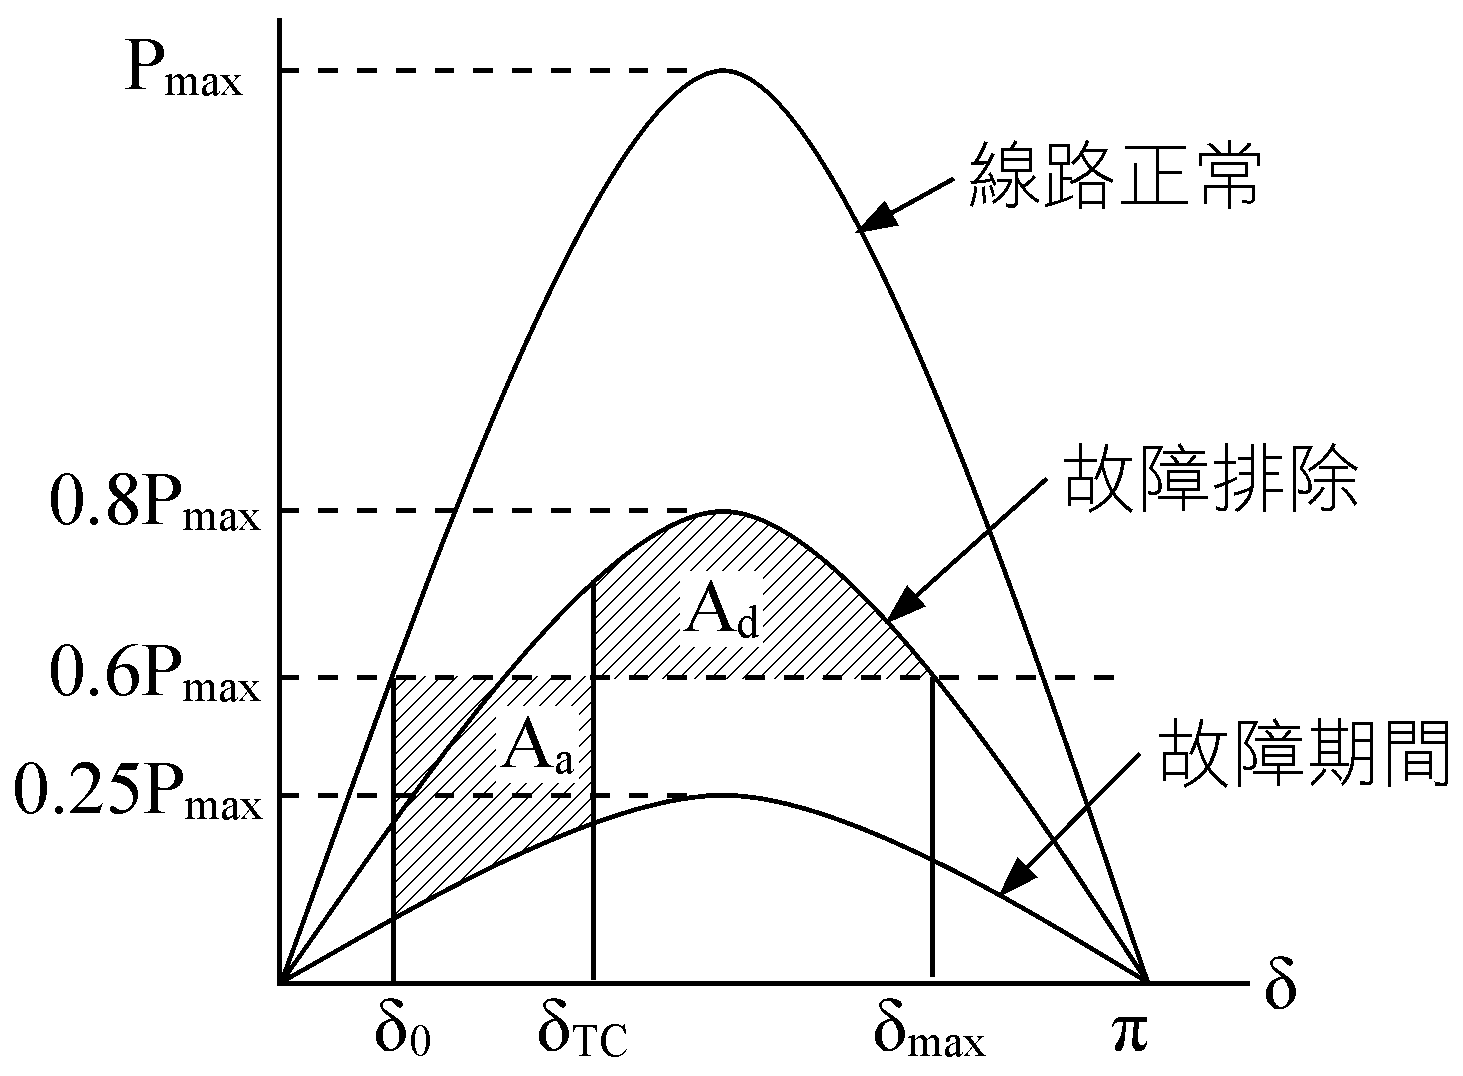 Pmax
線路正常
故障排除
0.8Pmax
Ad
0.6Pmax
Aa
故障期間
0.25Pmax
δ
δ0
δTC
δmax
π